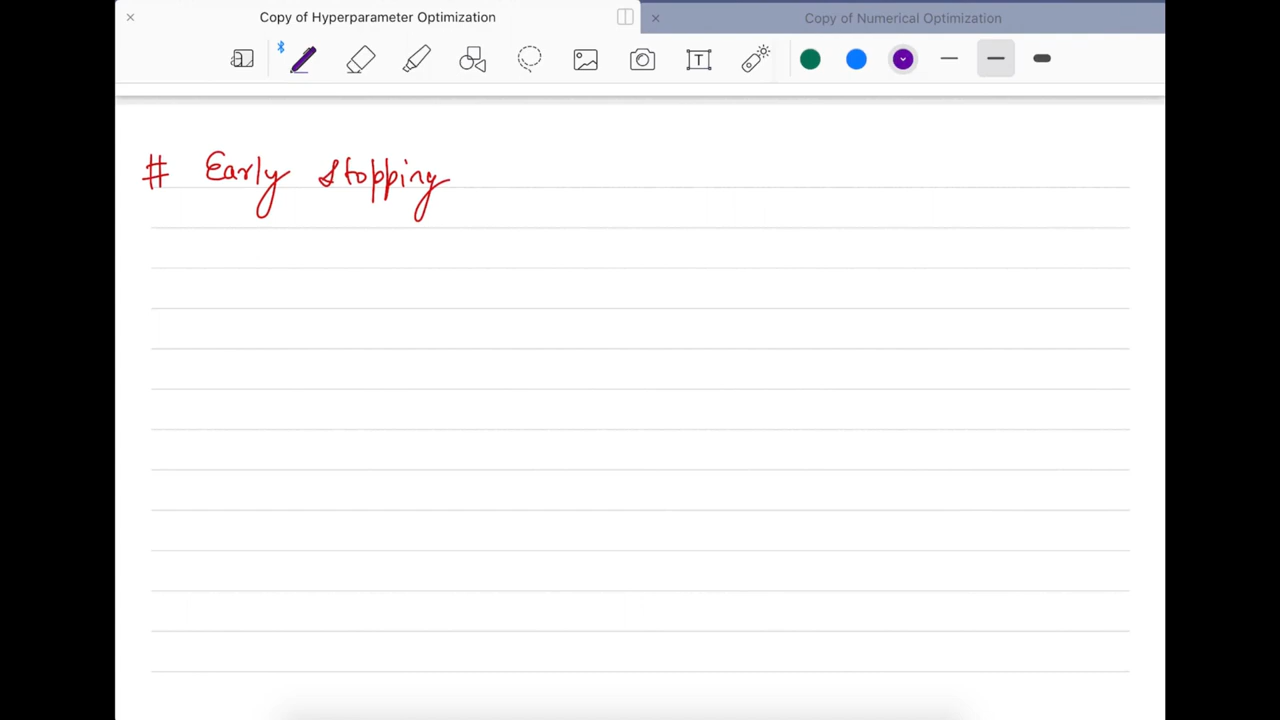 Copy of Hyperparameter Optimization
Copy of Numerical Optimization
T
# Early Stopping